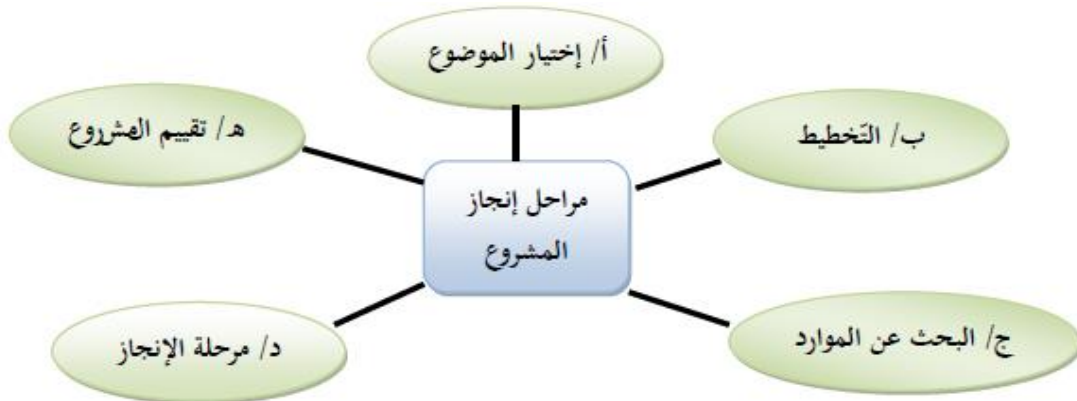 أ/ إختيار الموضوع
ب/ التّخطيط
ج/ البحث عن الموارد
د/ مرحلة الإنجاز
هـ/ تقييم المشروع
مراحل إنجاز
المشروع